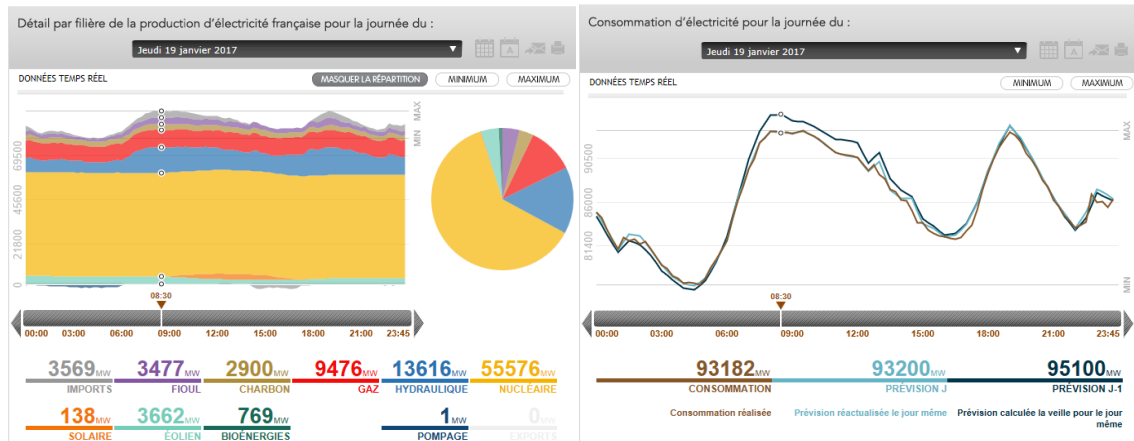 Détail par filière de la production d'électricité française pour la journée du :
Jeudi 19 janvier 2017
DONNÉES TEMPS RÉEL
MASQUER LA RÉPARTITION
MINIMUM
MAXIMUM
MAX
MIN
69500
45600
21800
0
08:30
00:00 03:00 06:00 09:00 12:00 15:00 18:00 21:00 23:45
3569MW 3477MW 2900MW 9476MW 13616MW 55576MW
IMPORTS FIOUL CHARBON GAZ HYDRAULIQUE NUCLÉAIRE
138MW 3662MW 769MW 1MW 0MW
SOLAIRE ÉOLIEN BIOÉNERGIES POMPAGE EXPORTS
Consommation d'électricité pour la journée du :
Jeudi 19 janvier 2017
DONNÉES TEMPS RÉEL
MINIMUM
MAXIMUM
MAX
90500
86000
81400
MIN
08:30
00:00 03:00 06:00 09:00 12:00 15:00 18:00 21:00 23:45
93182MW 93200MW 95100MW
CONSOMMATION PRÉVISION J PRÉVISION J-1
Consommation réalisée Prévision réactualisée le jour même Prévision calculée la veille pour le jour
même